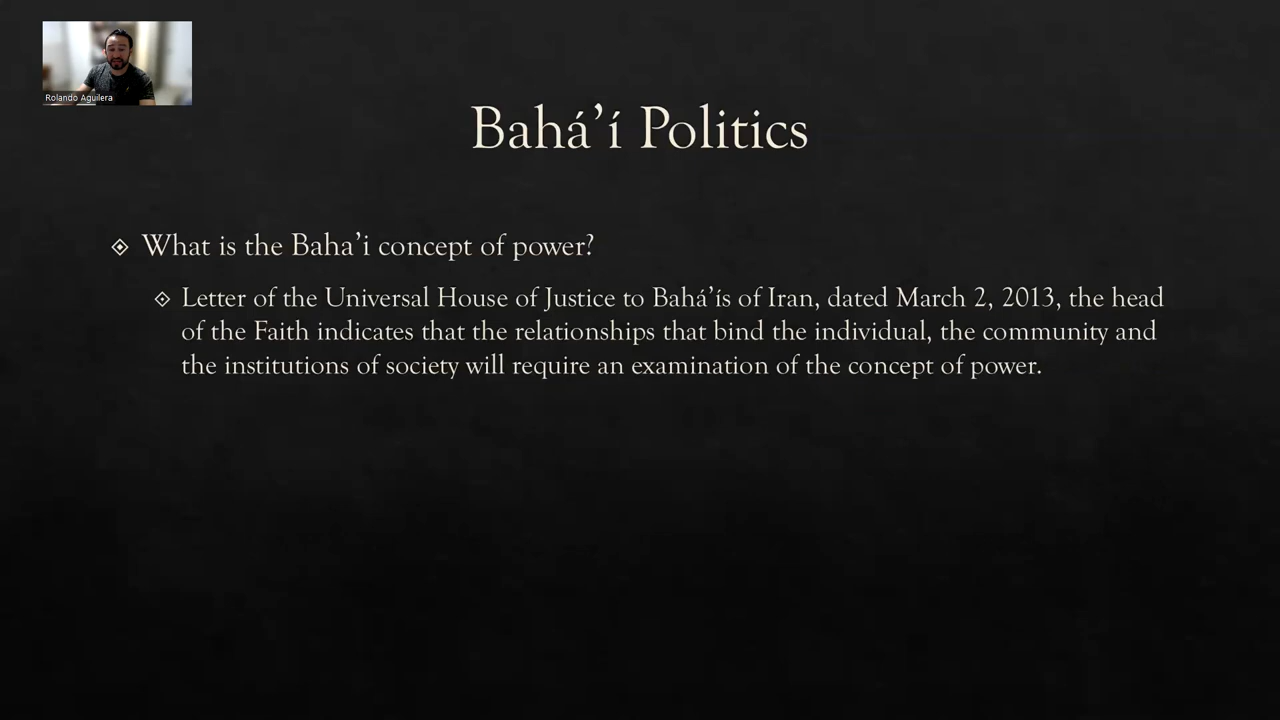 Rolando Aguilera
Bahá’í Politics
What is the Baha’i concept of power?
Letter of the Universal House of Justice to Bahá’ís of Iran, dated March 2, 2013, the head
of the Faith indicates that the relationships that bind the individual, the community and
the institutions of society will require an examination of the concept of power.